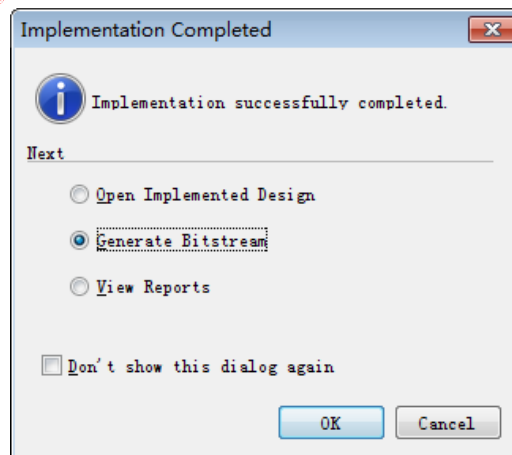 Implementation Completed
Implementation successfully completed.
Next
Open Implemented Design
Generate Bitstream
View Reports
Don't show this dialog again
OK
Cancel